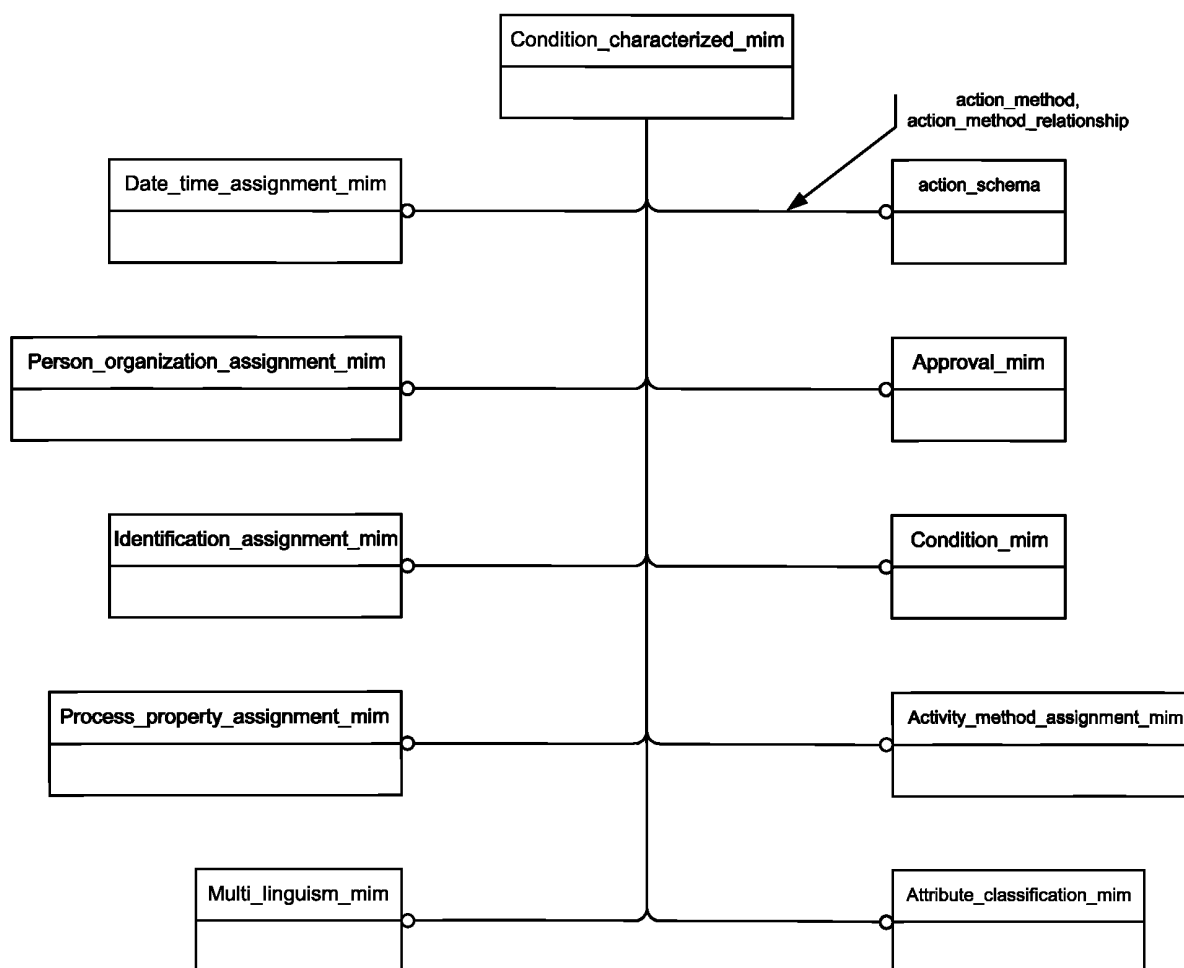 Condition_characterized_mim
action_method,
action_method_relationship
Date_time_assignment_mim
action_schema
Person_organization_assignment_mim
Approval_mim
Identification_assignment_mim
Condition_mim
Process_property_assignment_mim
Activity_method_assignment_mim
Multi_linguism_mim
Attribute_classification_mim